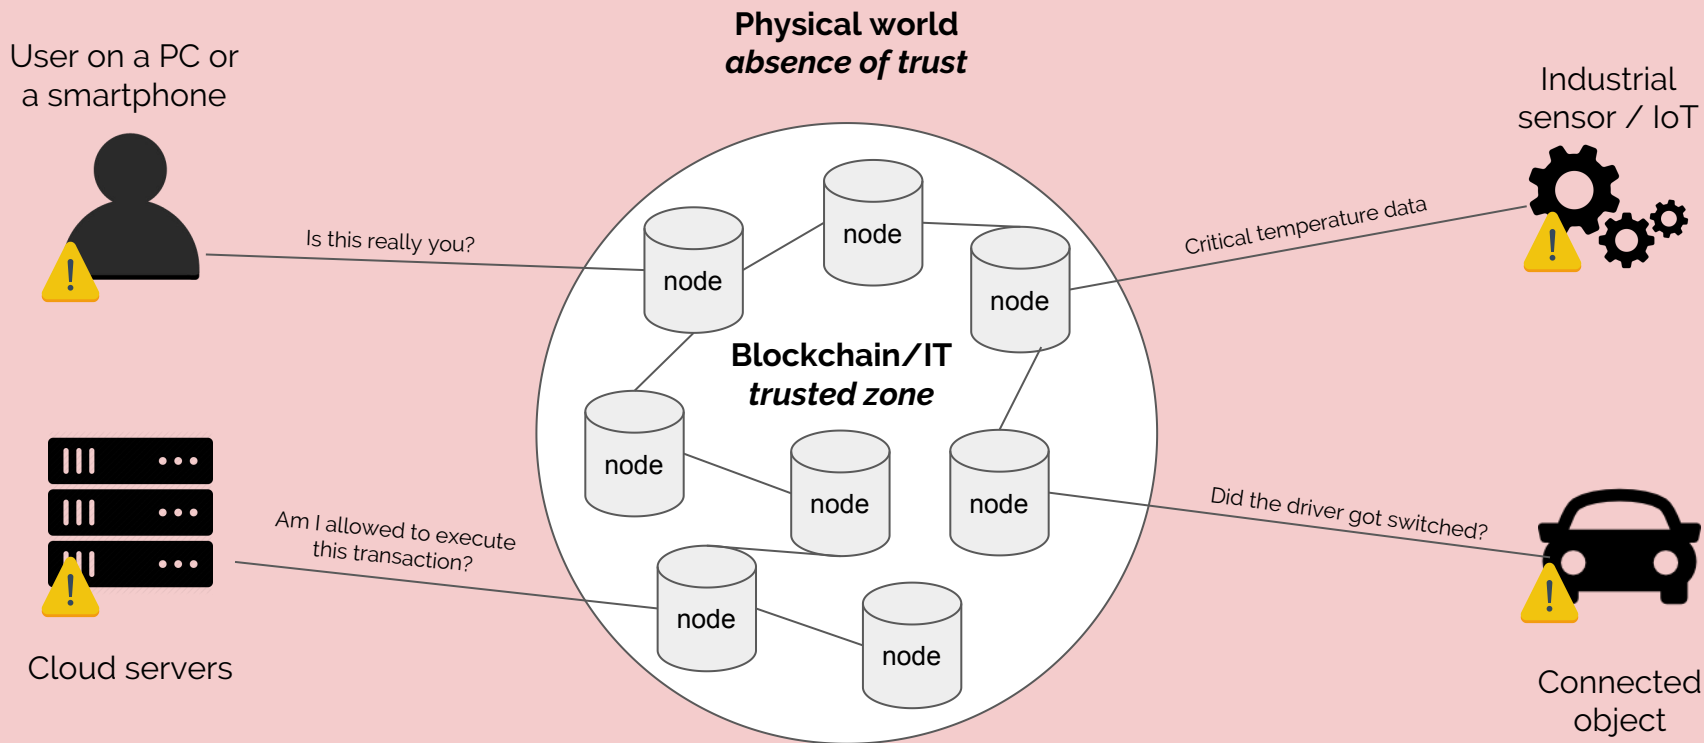 Physical world
absence of trust
User on a PC or
a smartphone
Industrial
sensor / IoT
Is this really you?
Critical temperature data
node
node
node
Blockchain/IT
trusted zone
node
node
node
Am I allowed to execute
this transaction?
Did the driver got switched?
node
node
Cloud servers
Connected
object